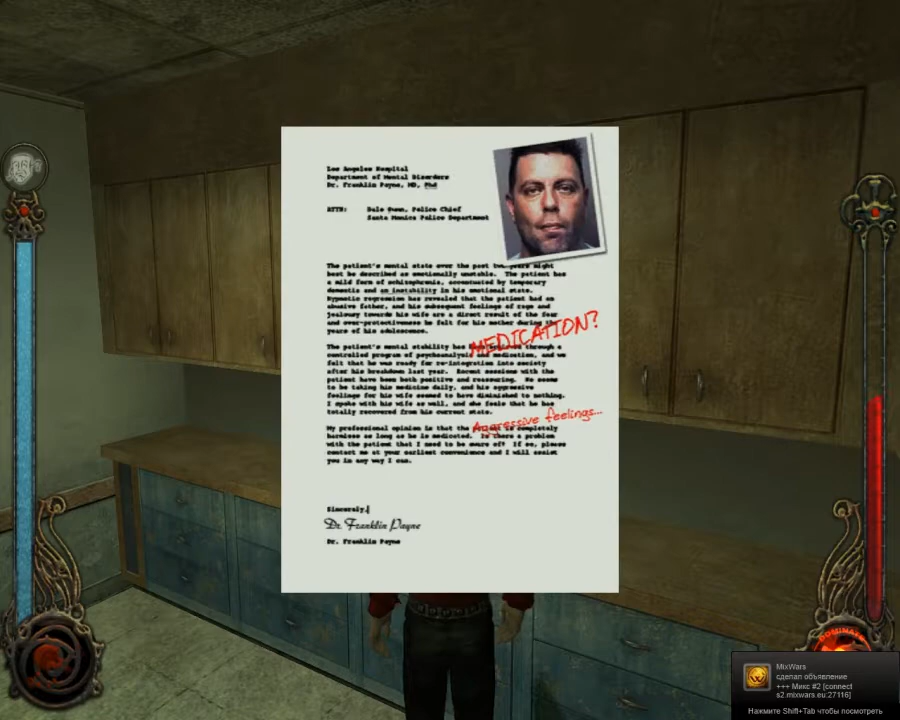 Los Angeles Hospital
Department of Mental Disorders
Dr. Franklin Payne, MD, Phd
ATTN: Dale Owen, Police Chief
Santa Monica Police Department
The patient's mental state over the past two years might
best be described as emotionally unstable. The patient has
a mild form of schizophrenia, accentuated by temporary
dementia and an instability in his emotional state.
Hypnotic regression has revealed that the patient had an
abusive father, and his subsequent feelings of rage and
jealousy towards his wife are a direct result of the fear
and over-protectiveness he felt for his mother during the
years of his adolescence.
MEDICATION?
The patient's mental stability has been achieved through a
controlled program of psychoanalysis and medication, and we
felt that he was ready for re-integration into society
after his breakdown last year. Recent sessions with the
patient have been both positive and reassuring. He seems
to be taking his medicine daily, and his aggressive
feelings for his wife seemed to have diminished to nothing.
I spoke with his wife as well, and she feels that he has
totally recovered from his current state.
Aggressive feelings...
My professional opinion is that the patient is completely
harmless as long as he is medicated. Is there a problem
with the patient that I need to be aware of? If so, please
contact me at your earliest convenience and I will assist
you in any way I can.
Sincerely,
Dr. Franklin Payne
Dr. Franklin Payne
DOMINATE
MixWars
сделал объявление
+++ Микс #2 [connect
s2.mixwars.eu:27116]
Нажмите Shift+Tab чтобы посмотреть